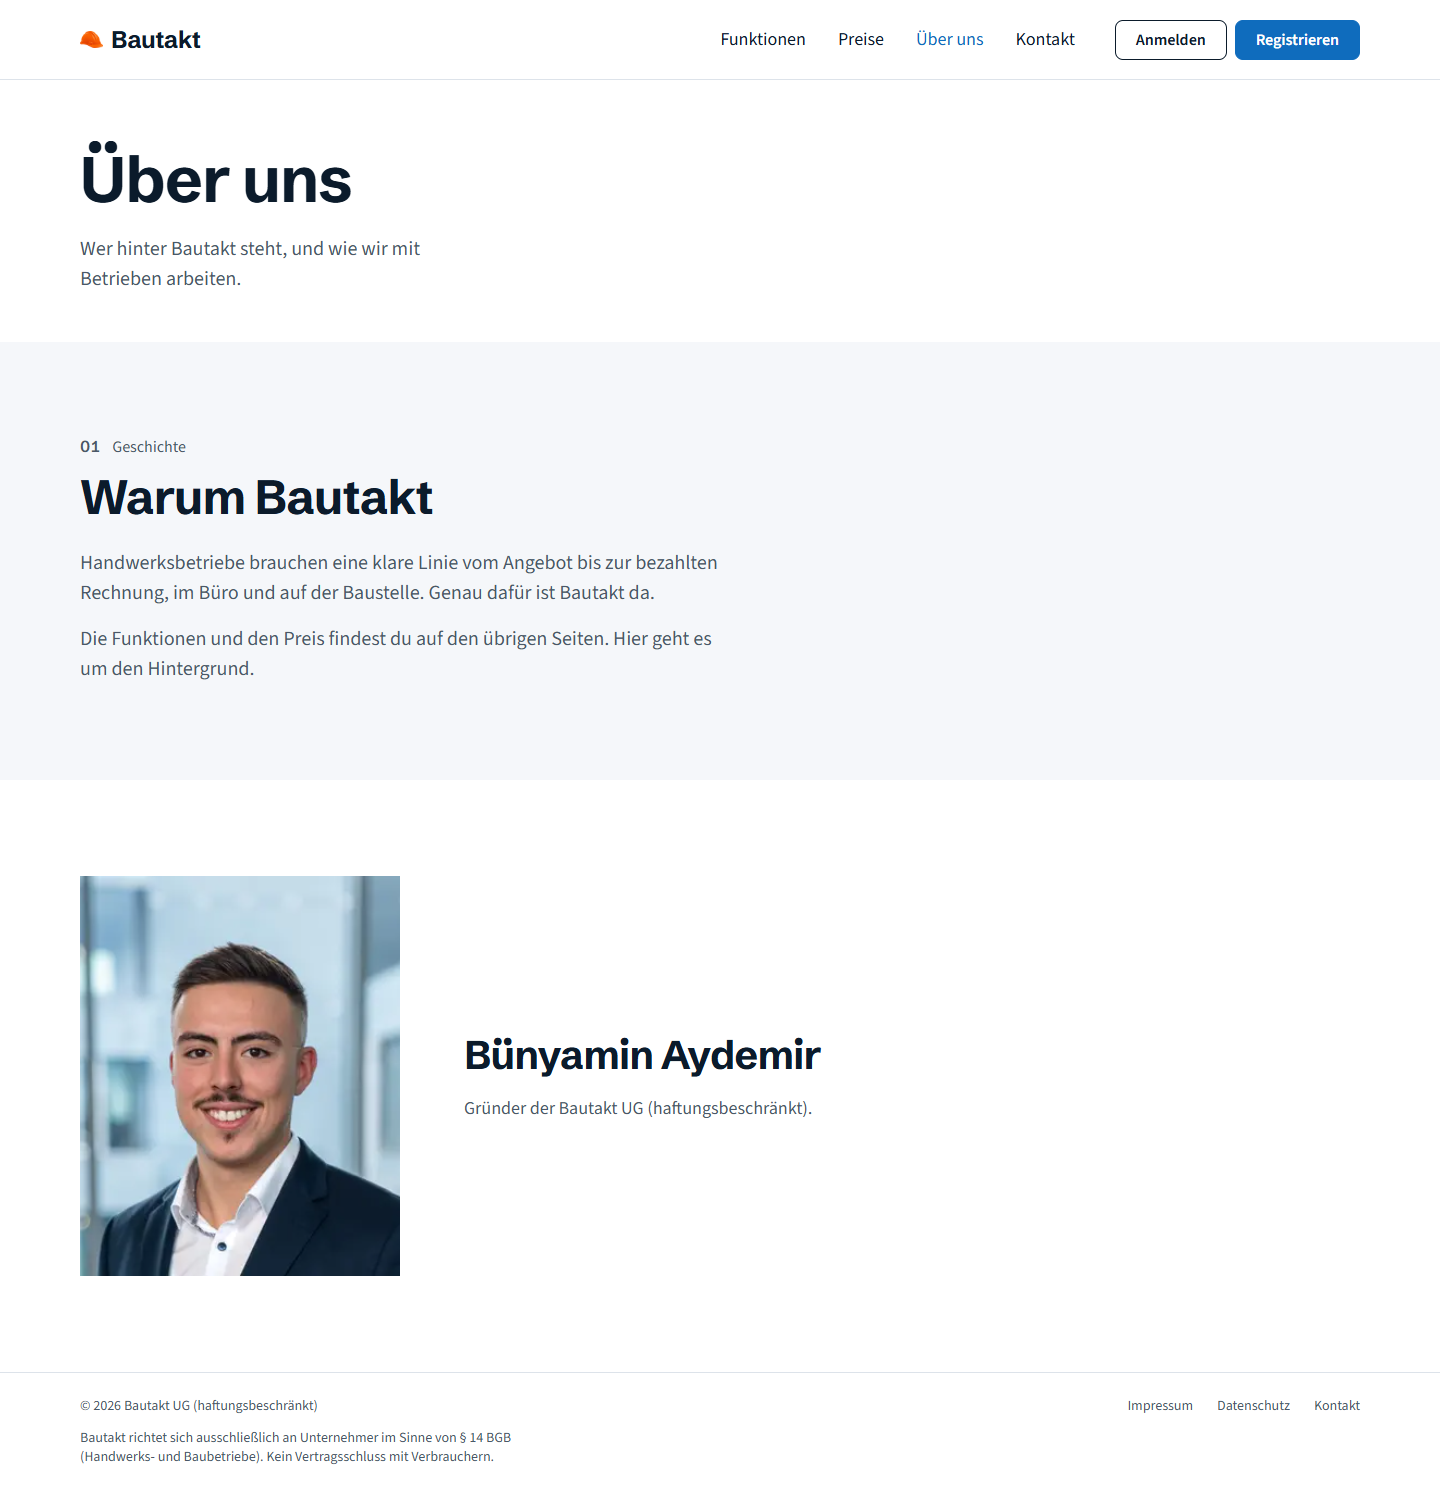 Bautakt
Funktionen Preise Über uns Kontakt Anmelden Registrieren
Über uns
Wer hinter Bautakt steht, und wie wir mit
Betrieben arbeiten.
01 Geschichte
Warum Bautakt
Handwerksbetriebe brauchen eine klare Linie vom Angebot bis zur bezahlten
Rechnung, im Büro und auf der Baustelle. Genau dafür ist Bautakt da.
Die Funktionen und den Preis findest du auf den übrigen Seiten. Hier geht es
um den Hintergrund.
Bünyamin Aydemir
Gründer der Bautakt UG (haftungsbeschränkt).
© 2026 Bautakt UG (haftungsbeschränkt)
Impressum Datenschutz Kontakt
Bautakt richtet sich ausschließlich an Unternehmer im Sinne von § 14 BGB
(Handwerks- und Baubetriebe). Kein Vertragsschluss mit Verbrauchern.